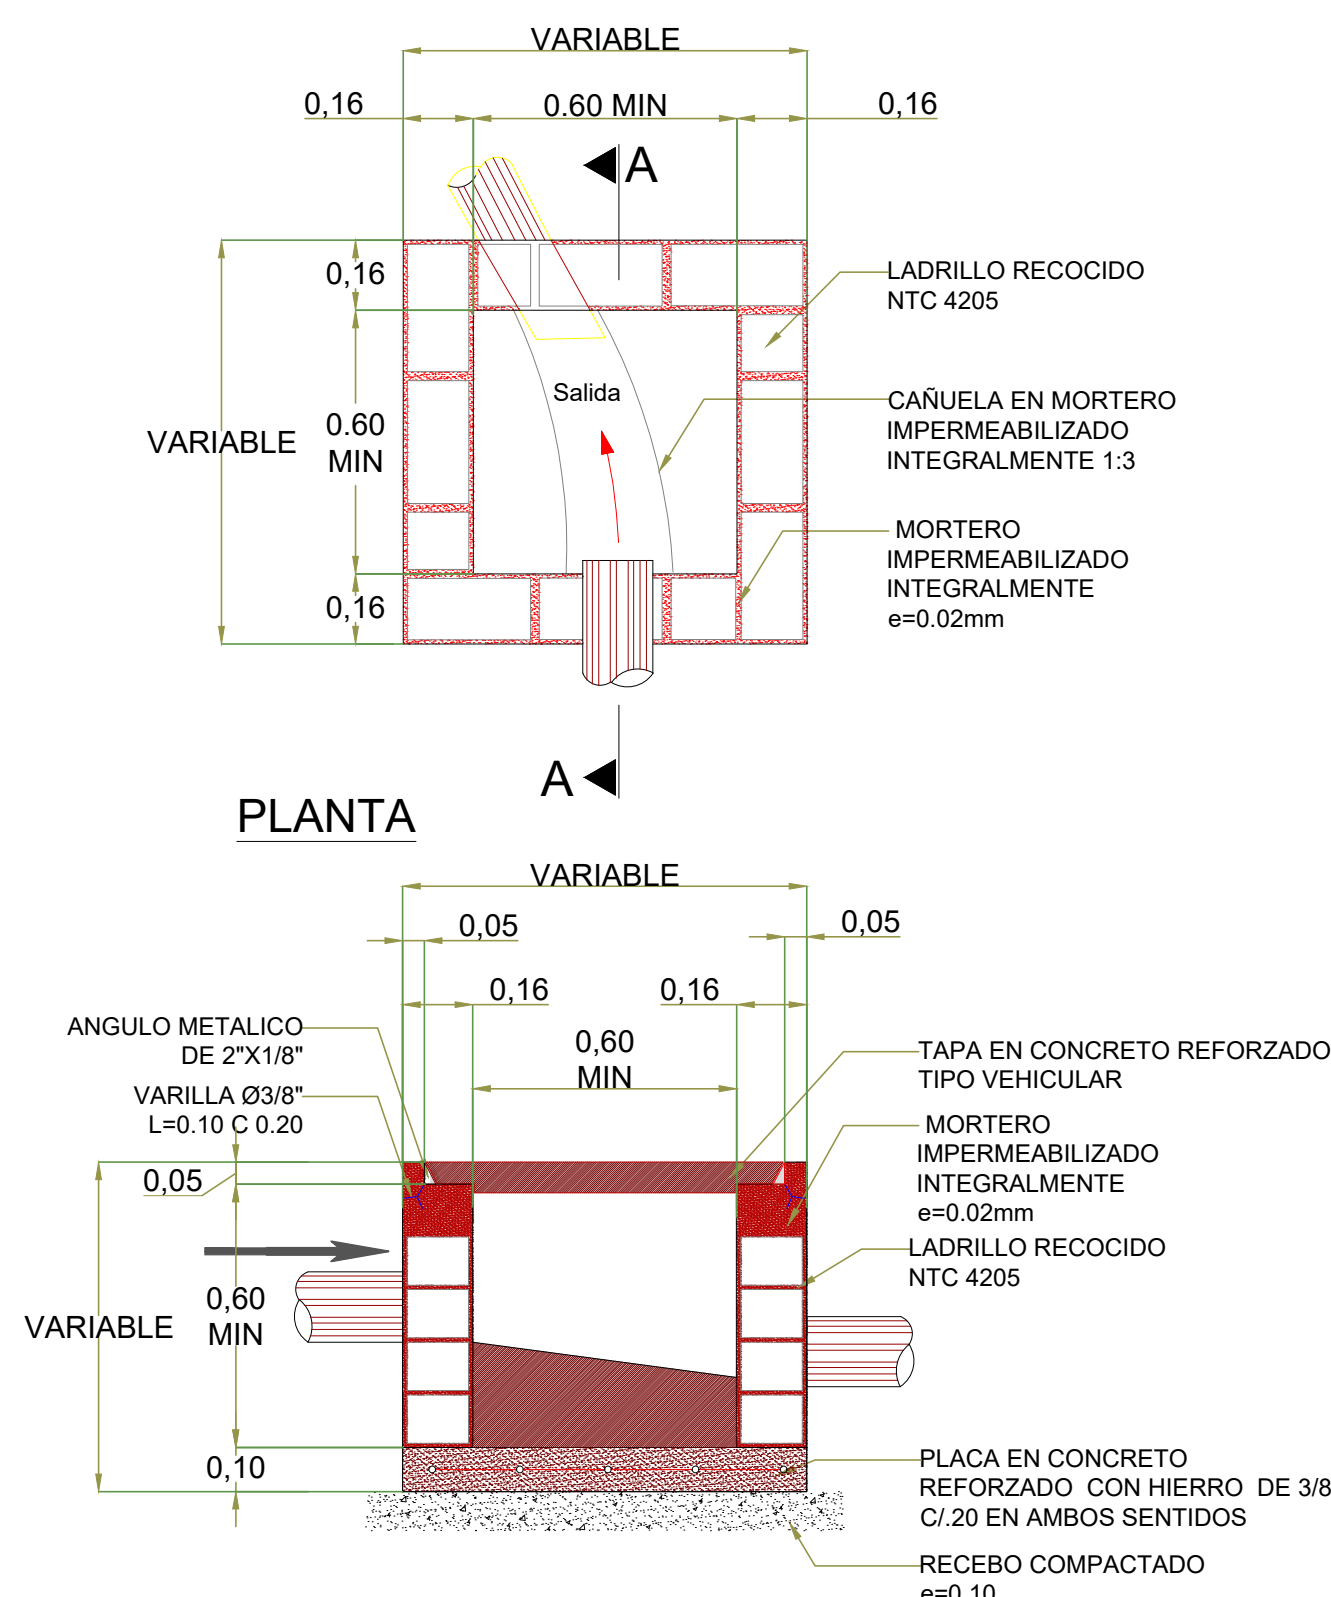 VARIABLE
0,16
0.60 MIN
0,16
A
0,16
LADRILLO RECOCIDO
NTC 4205
Salida
CAÑUELA EN MORTERO
IMPERMEABILIZADO
INTEGRALMENTE 1:3
VARIABLE
0.60
MIN
MORTERO
IMPERMEABILIZADO
INTEGRALMENTE
e=0.02mm
0,16
A
PLANTA
VARIABLE
0,05
0,05
0,16
0,16
ANGULO METALICO
DE 2"X1/8"
0,60
MIN
TAPA EN CONCRETO REFORZADO
TIPO VEHICULAR
VARILLA Ø3/8"
L=0.10 C 0.20
MORTERO
IMPERMEABILIZADO
INTEGRALMENTE
e=0.02mm
0,05
LADRILLO RECOCIDO
NTC 4205
VARIABLE
0,60
MIN
0,10
PLACA EN CONCRETO
REFORZADO CON HIERRO DE 3/8
C/.20 EN AMBOS SENTIDOS
RECEBO COMPACTADO
e=0.10